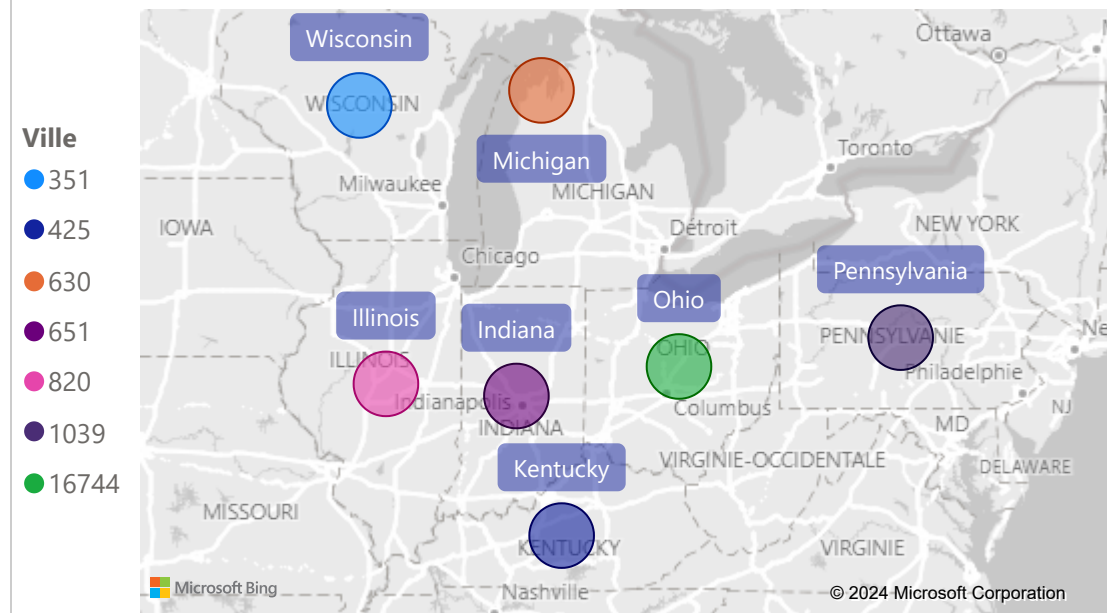 Ville
351
425
630
651
820
1039
16744
Wisconsin
WISCONSIN
Michigan
MICHIGAN
Ottawa
Toronto
Milwaukee
IOWA
Détroit
NEW YORK
Chicago
Pennsylvania
PENNSYLVANIE
Ohio
OHIO
Illinois
ILLINOIS
Indiana
Indianapolis
INDIANA
Columbus
Philadelphie
NJ
MD
DELAWARE
Kentucky
KENTUCKY
VIRGINIE-OCCIDENTALE
MISSOURI
VIRGINIE
Nashville
Microsoft Bing
© 2024 Microsoft Corporation